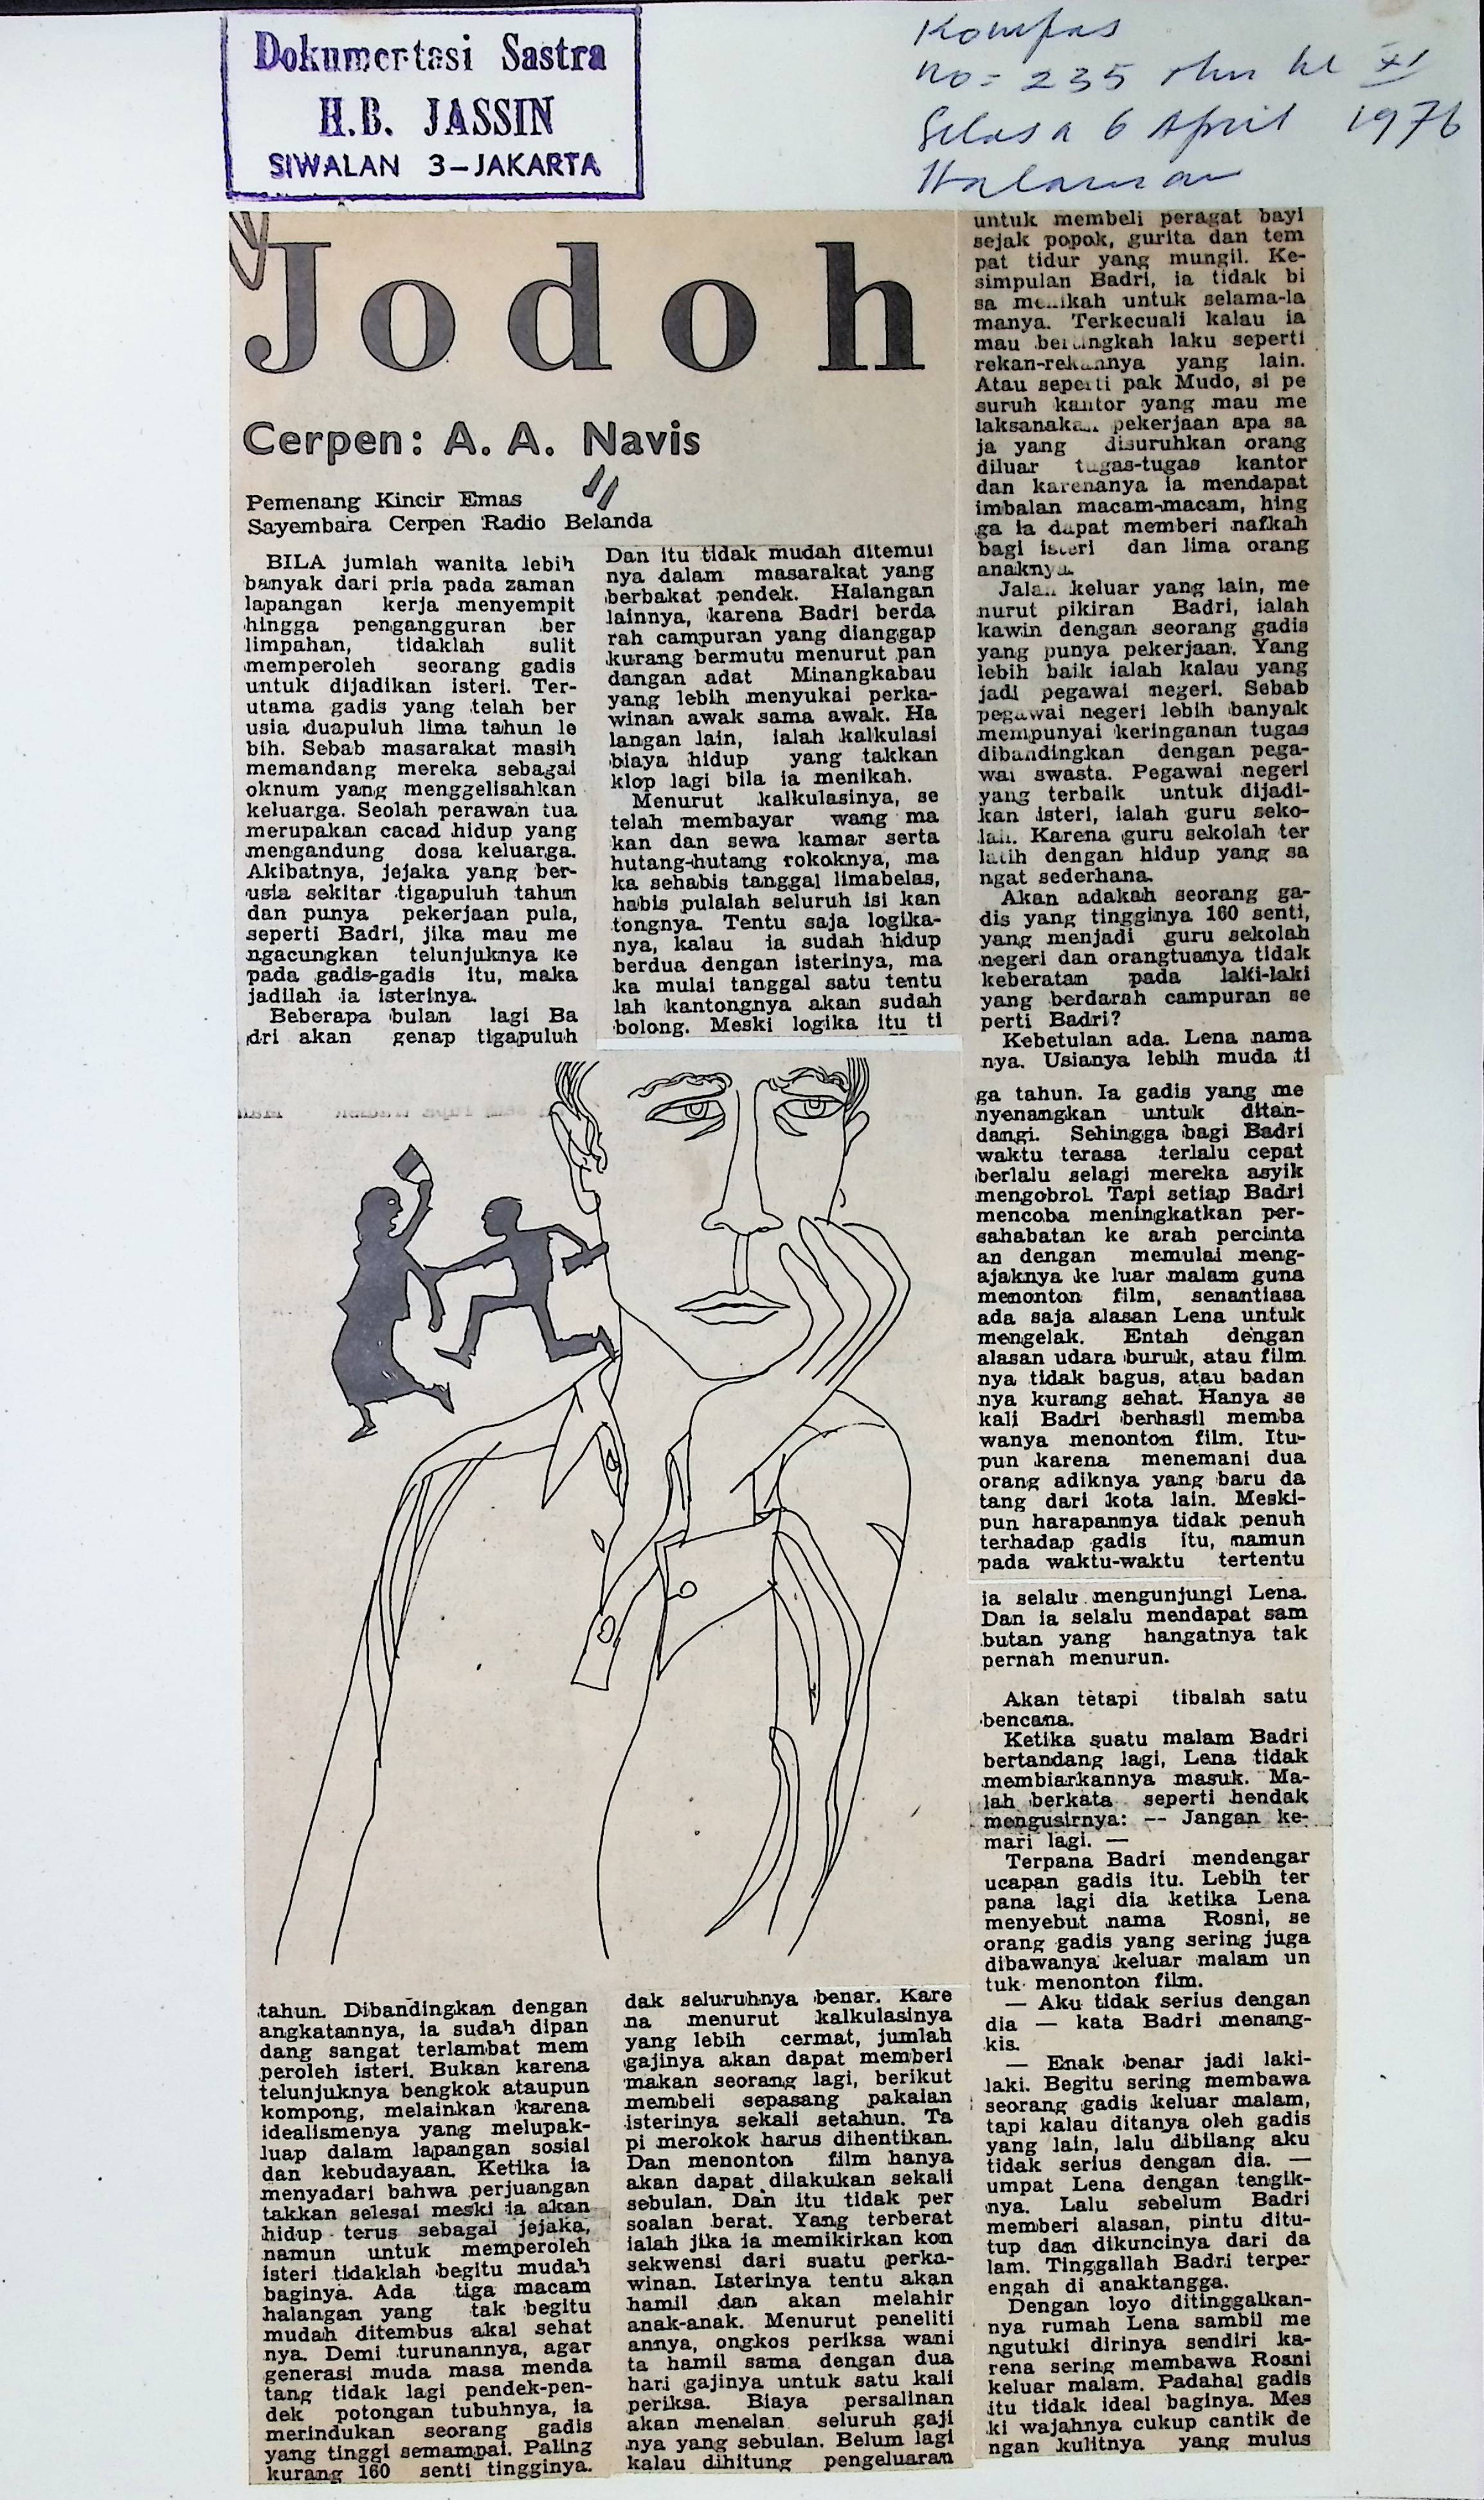 Dokumentasi Sastra
H.B. JASSIN
SIWALAN 3-JAKARTA
Kompas
no = 235 thn ke XI
Selasa 6 April 1976
Halaman
Jodoh
Cerpen: A. A. Navis
Pemenang Kincir Emas
Sayembara Cerpen Radio Belanda
BILA jumlah wanita lebih
banyak dari pria pada zaman
lapangan kerja menyempit
hingga pengangguran ber
limpahan, tidaklah sulit
memperoleh seorang gadis
untuk dijadikan isteri. Ter-
utama gadis yang telah ber
usia duapuluh lima tahun le
bih. Sebab masarakat masih
memandang mereka sebagai
oknum yang menggelisahkan
keluarga. Seolah perawan tua
merupakan cacad hidup yang
mengandung dosa keluarga.
Akibatnya, jejaka yang ber-
usia sekitar tigapuluh tahun
dan punya pekerjaan pula,
seperti Badri, jika mau me
ngacungkan telunjuknya ke
pada gadis-gadis itu, maka
jadilah ia isterinya.
Beberapa bulan lagi Ba
dri akan genap tigapuluh
tahun. Dibandingkan dengan
angkatannya, ia sudah dipan
dang sangat terlambat mem
peroleh isteri. Bukan karena
telunjuknya bengkok ataupun
kompong, melainkan karena
idealismenya yang melupak-
luap dalam lapangan sosial
dan kebudayaan. Ketika ia
menyadari bahwa perjuangan
takkan selesai meski ia akan
hidup terus sebagai jejaka,
namun untuk memperoleh
isteri tidaklah begitu mudah
baginya. Ada tiga macam
halangan yang tak begitu
mudah ditembus akal sehat
nya. Demi turunannya, agar
generasi muda masa menda
tang tidak lagi pendek-pen-
dek potongan tubuhnya, ia
merindukan seorang gadis
yang tinggi semampai. Paling
kurang 160 senti tingginya.
Dan itu tidak mudah ditemui
nya dalam masarakat yang
berbakat pendek. Halangan
lainnya, karena Badri berda
rah campuran yang dianggap
kurang bermutu menurut pan
dangan adat Minangkabau
yang lebih menyukai perka-
winan awak sama awak. Ha
langan lain, ialah kalkulasi
biaya hidup yang takkan
klop lagi bila ia menikah.
Menurut kalkulasinya, se
telah membayar wang ma
kan dan sewa kamar serta
hutang-hutang rokoknya, ma
ka sehabis tanggal limabelas,
habis pulalah seluruh isi kan
tongnya. Tentu saja logika-
nya, kalau ia sudah hidup
berdua dengan isterinya, ma
ka mulai tanggal satu tentu
lah kantongnya akan sudah
bolong. Meski logika itu ti
dak seluruhnya benar. Kare
na menurut kalkulasinya
yang lebih cermat, jumlah
gajinya akan dapat memberi
makan seorang lagi, berikut
membeli sepasang pakaian
isterinya sekali setahun. Ta
pi merokok harus dihentikan.
Dan menonton film hanya
akan dapat dilakukan sekali
sebulan. Dan itu tidak per
soalan berat. Yang terberat
ialah jika ia memikirkan kon
sekwensi dari suatu perka-
winan. Isterinya tentu akan
hamil dan akan melahir
anak-anak. Menurut peneliti
annya, ongkos periksa wani
ta hamil sama dengan dua
hari gajinya untuk satu kali
periksa. Biaya persalinan
akan menelan seluruh gaji
nya yang sebulan. Belum lagi
kalau dihitung pengeluaran
untuk membeli peragat bayi
sejak popok, gurita dan tem
pat tidur yang mungil. Ke-
simpulan Badri, ia tidak bi
sa menikah untuk selama-la
manya. Terkecuali kalau ia
mau bertingkah laku seperti
rekan-rekannya yang lain.
Atau seperti pak Mudo, si pe
suruh kantor yang mau me
laksanakan pekerjaan apa sa
ja yang disuruhkan orang
diluar tugas-tugas kantor
dan karenanya ia mendapat
imbalan macam-macam, hing
ga ia dapat memberi nafkah
bagi isteri dan lima orang
anaknya.
Jalan keluar yang lain, me
nurut pikiran Badri, ialah
kawin dengan seorang gadis
yang punya pekerjaan. Yang
lebih baik ialah kalau yang
jadi pegawai negeri. Sebab
pegawai negeri lebih banyak
mempunyai keringanan tugas
dibandingkan dengan pega-
wai swasta. Pegawai negeri
yang terbaik untuk dijadi-
kan isteri, ialah guru seko-
lah. Karena guru sekolah ter
latih dengan hidup yang sa
ngat sederhana.
Akan adakah seorang ga-
dis yang tingginya 160 senti,
yang menjadi guru sekolah
negeri dan orangtuanya tidak
keberatan pada laki-laki
yang berdarah campuran se
perti Badri?
Kebetulan ada. Lena nama
nya. Usianya lebih muda ti
ga tahun. Ia gadis yang me
nyenangkan untuk ditan-
dangi. Sehingga bagi Badri
waktu terasa terlalu cepat
berlalu selagi mereka asyik
mengobrol. Tapi setiap Badri
mencoba meningkatkan per-
sahabatan ke arah percinta
an dengan memulai meng-
ajaknya ke luar malam guna
menonton film, senantiasa
ada saja alasan Lena untuk
mengelak. Entah dengan
alasan udara buruk, atau film
nya tidak bagus, atau badan
nya kurang sehat. Hanya se
kali Badri berhasil memba
wanya menonton film. Itu-
pun karena menemani dua
orang adiknya yang baru da
tang dari kota lain. Meski-
pun harapannya tidak penuh
terhadap gadis itu, namun
pada waktu-waktu tertentu
ia selalu mengunjungi Lena.
Dan ia selalu mendapat sam
butan yang hangatnya tak
pernah menurun.
Akan tetapi tibalah satu
bencana.
Ketika suatu malam Badri
bertandang lagi, Lena tidak
membiarkannya masuk. Ma-
lah berkata seperti hendak
mengusirnya: -- Jangan ke-
mari lagi. —
Terpana Badri mendengar
ucapan gadis itu. Lebih ter
pana lagi dia ketika Lena
menyebut nama Rosni, se
orang gadis yang sering juga
dibawanya keluar malam un
tuk menonton film.
— Aku tidak serius dengan
dia — kata Badri menang-
kis.
— Enak benar jadi laki-
laki. Begitu sering membawa
seorang gadis keluar malam,
tapi kalau ditanya oleh gadis
yang lain, lalu dibilang aku
tidak serius dengan dia. —
umpat Lena dengan tengik-
nya. Lalu sebelum Badri
memberi alasan, pintu ditu-
tup dan dikuncinya dari da
lam. Tinggallah Badri terper
engah di anaktangga.
Dengan loyo ditinggalkan-
nya rumah Lena sambil me
ngutuki dirinya sendiri ka-
rena sering membawa Rosni
keluar malam. Padahal gadis
itu tidak ideal baginya. Mes
ki wajahnya cukup cantik de
ngan kulitnya yang mulus